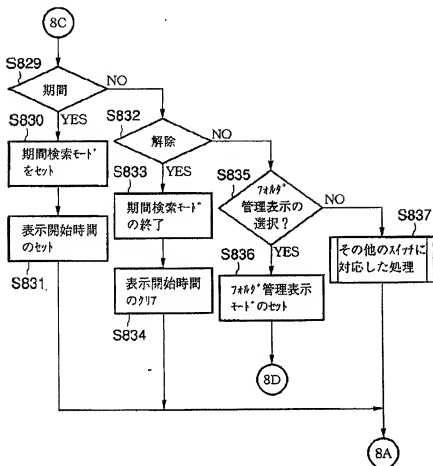 8C
S829
期間
NO
YES
S830
期間検索ﾓｰﾄﾞ
をセット
表示開始時間
のセット
S831
S832
解除
NO
YES
S833
期間検索ﾓｰﾄﾞ
の終了
表示開始時間
のｸﾘｱ
S834
S835
ﾌｫﾙﾀﾞ
管理表示の
選択？
NO
YES
S836
ﾌｫﾙﾀﾞ管理表示
ﾓｰﾄﾞのセット
8D
S837
その他のｽｲｯﾁに
対応した処理
8A